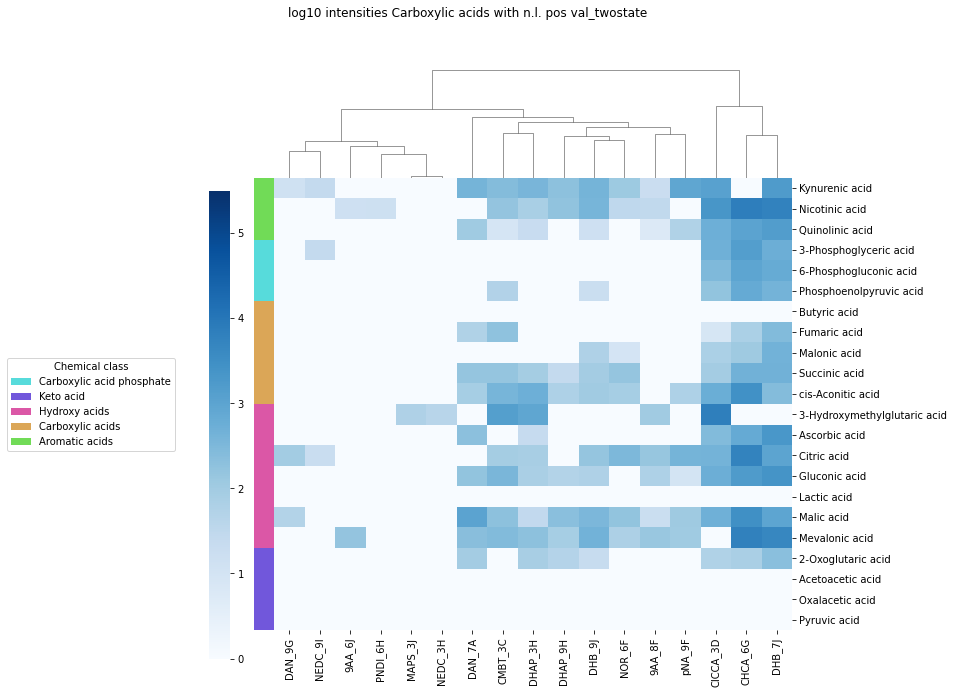 log10 intensities Carboxylic acids with n.l. pos val_twostate
Chemical class
Carboxylic acid phosphate
Keto acid
Hydroxy acids
Carboxylic acids
Aromatic acids
5
4
3
2
1
0
Kynurenic acid
Nicotinic acid
Quinolinic acid
3-Phosphoglyceric acid
6-Phosphogluconic acid
Phosphoenolpyruvic acid
Butyric acid
Fumaric acid
Malonic acid
Succinic acid
cis-Aconitic acid
3-Hydroxymethylglutaric acid
Ascorbic acid
Citric acid
Gluconic acid
Lactic acid
Malic acid
Mevalonic acid
2-Oxoglutaric acid
Acetoacetic acid
Oxalacetic acid
Pyruvic acid
DAN_9G
NEDC_9I
9AA_6J
PNDI_6H
MAPS_3J
NEDC_3H
DAN_7A
CMBT_3C
DHAP_3H
DHAP_9H
DHB_9J
NOR_6F
9AA_8F
pNA_9F
ClCCA_3D
CHCA_6G
DHB_7J